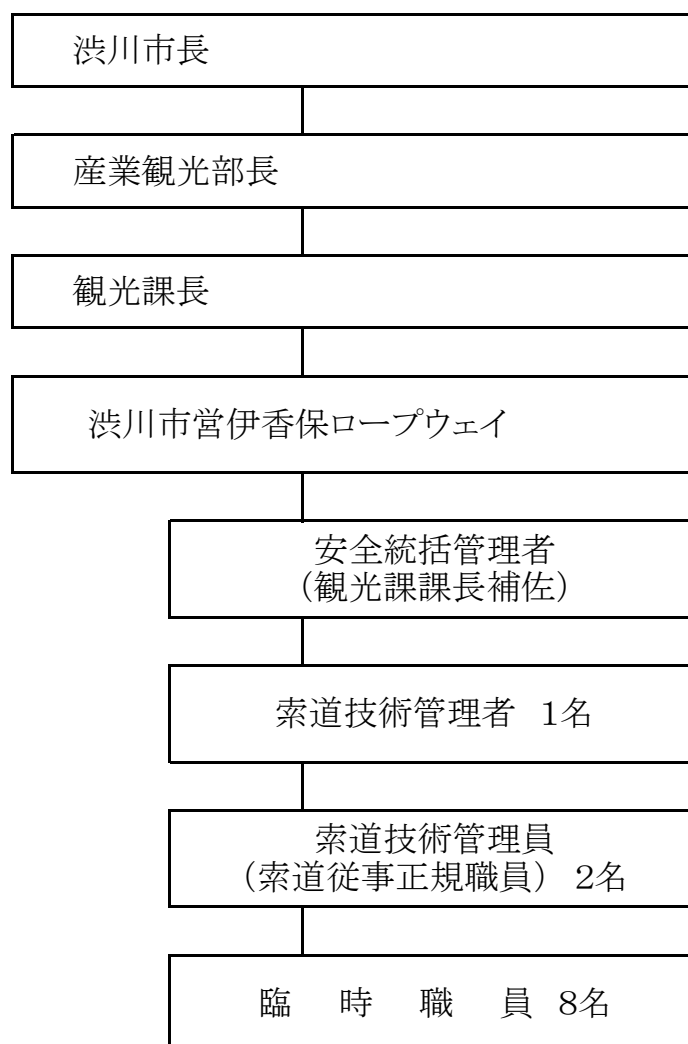 渋川市長
産業観光部長
観光課長
渋川市営伊香保ロープウェイ
安全統括管理者
（観光課課長補佐）
索道技術管理者　1名
索道技術管理員
（索道従事正規職員） 2名
臨　時　職　員 8名